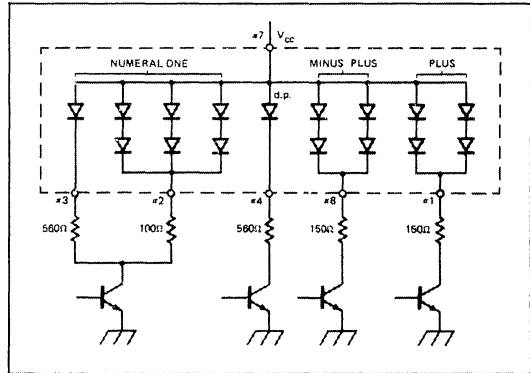 #7 Vcc
NUMERAL ONE
MINUS PLUS
PLUS
d.p.
#3
#2
#4
#8
#1
560Ω
100Ω
560Ω
150Ω
150Ω